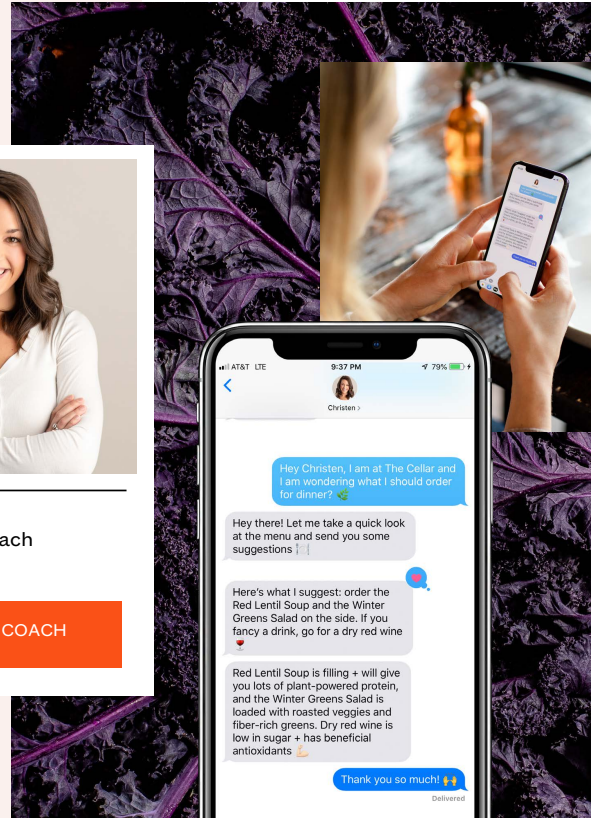 AT&T LTE
9:37 PM
79%
Christen >
Hey Christen, I am at The Cellar and
I am wondering what I should order
for dinner? 🌿
Hey there! Let me take a quick look
at the menu and send you some
suggestions 🍽️
Here's what I suggest: order the
Red Lentil Soup and the Winter
Greens Salad on the side. If you
fancy a drink, go for a dry red wine
🍷
Red Lentil Soup is filling + will give
you lots of plant-powered protein,
and the Winter Greens Salad is
loaded with roasted veggies and
fiber-rich greens. Dry red wine is
low in sugar + has beneficial
antioxidants 💪🏻
Thank you so much! 🙌
Delivered
ach
COACH